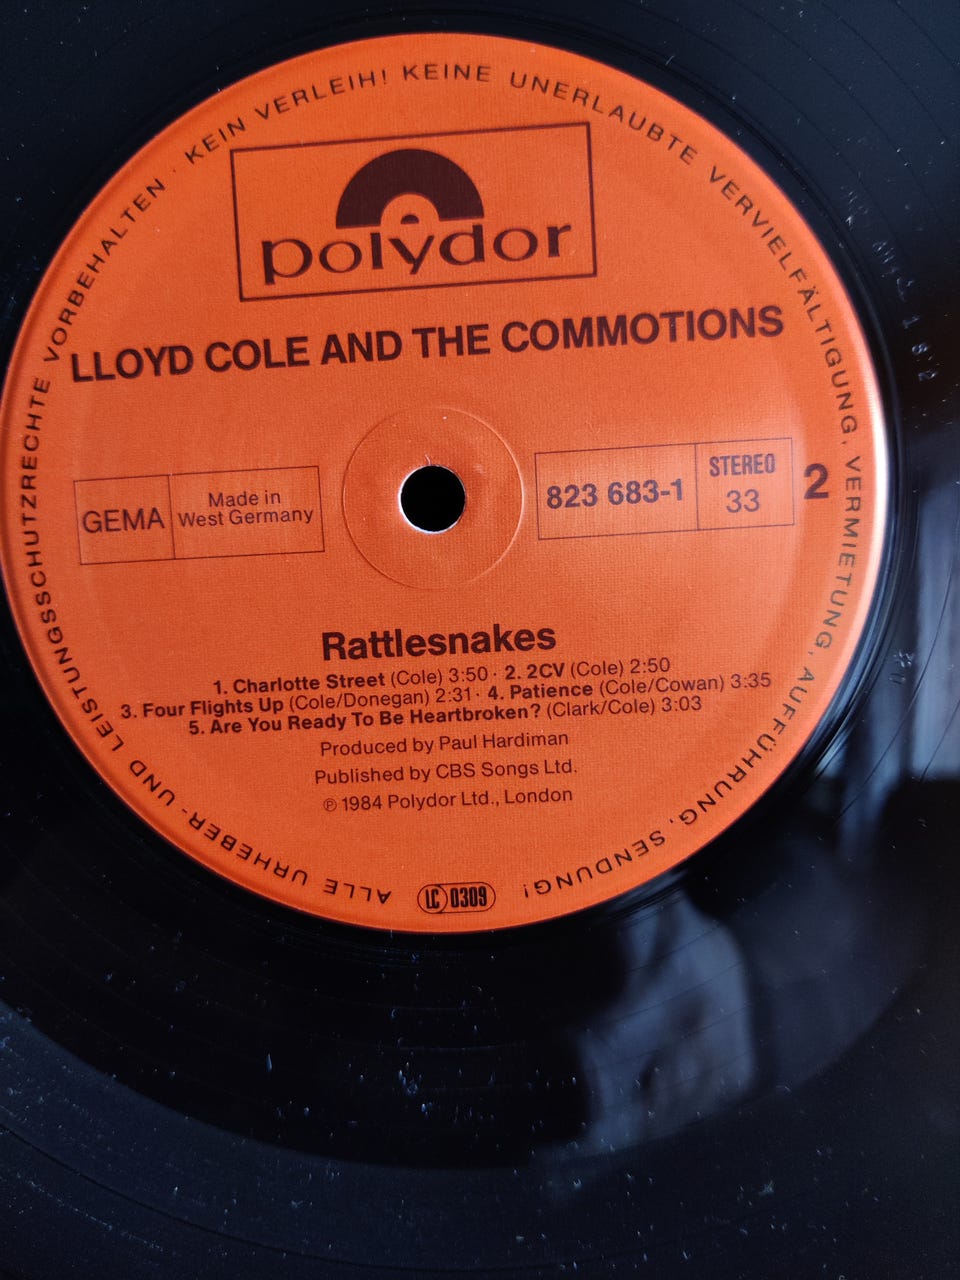 ALLE URHEBER- UND LEISTUNGSSCHUTZRECHTE VORBEHALTEN · KEIN VERLEIH! KEINE UNERLAUBTE VERVIELFÄLTIGUNG, VERMIETUNG, AUFFÜHRUNG, SENDUNG!
polydor
LLOYD COLE AND THE COMMOTIONS
GEMA
Made in
West Germany
823 683-1
STEREO
33
2
Rattlesnakes
1. Charlotte Street (Cole) 3:50 · 2. 2CV (Cole) 2:50
3. Four Flights Up (Cole/Donegan) 2:31 · 4. Patience (Cole/Cowan) 3:35
5. Are You Ready To Be Heartbroken? (Clark/Cole) 3:03
Produced by Paul Hardiman
Published by CBS Songs Ltd.
℗ 1984 Polydor Ltd., London
LC 0309